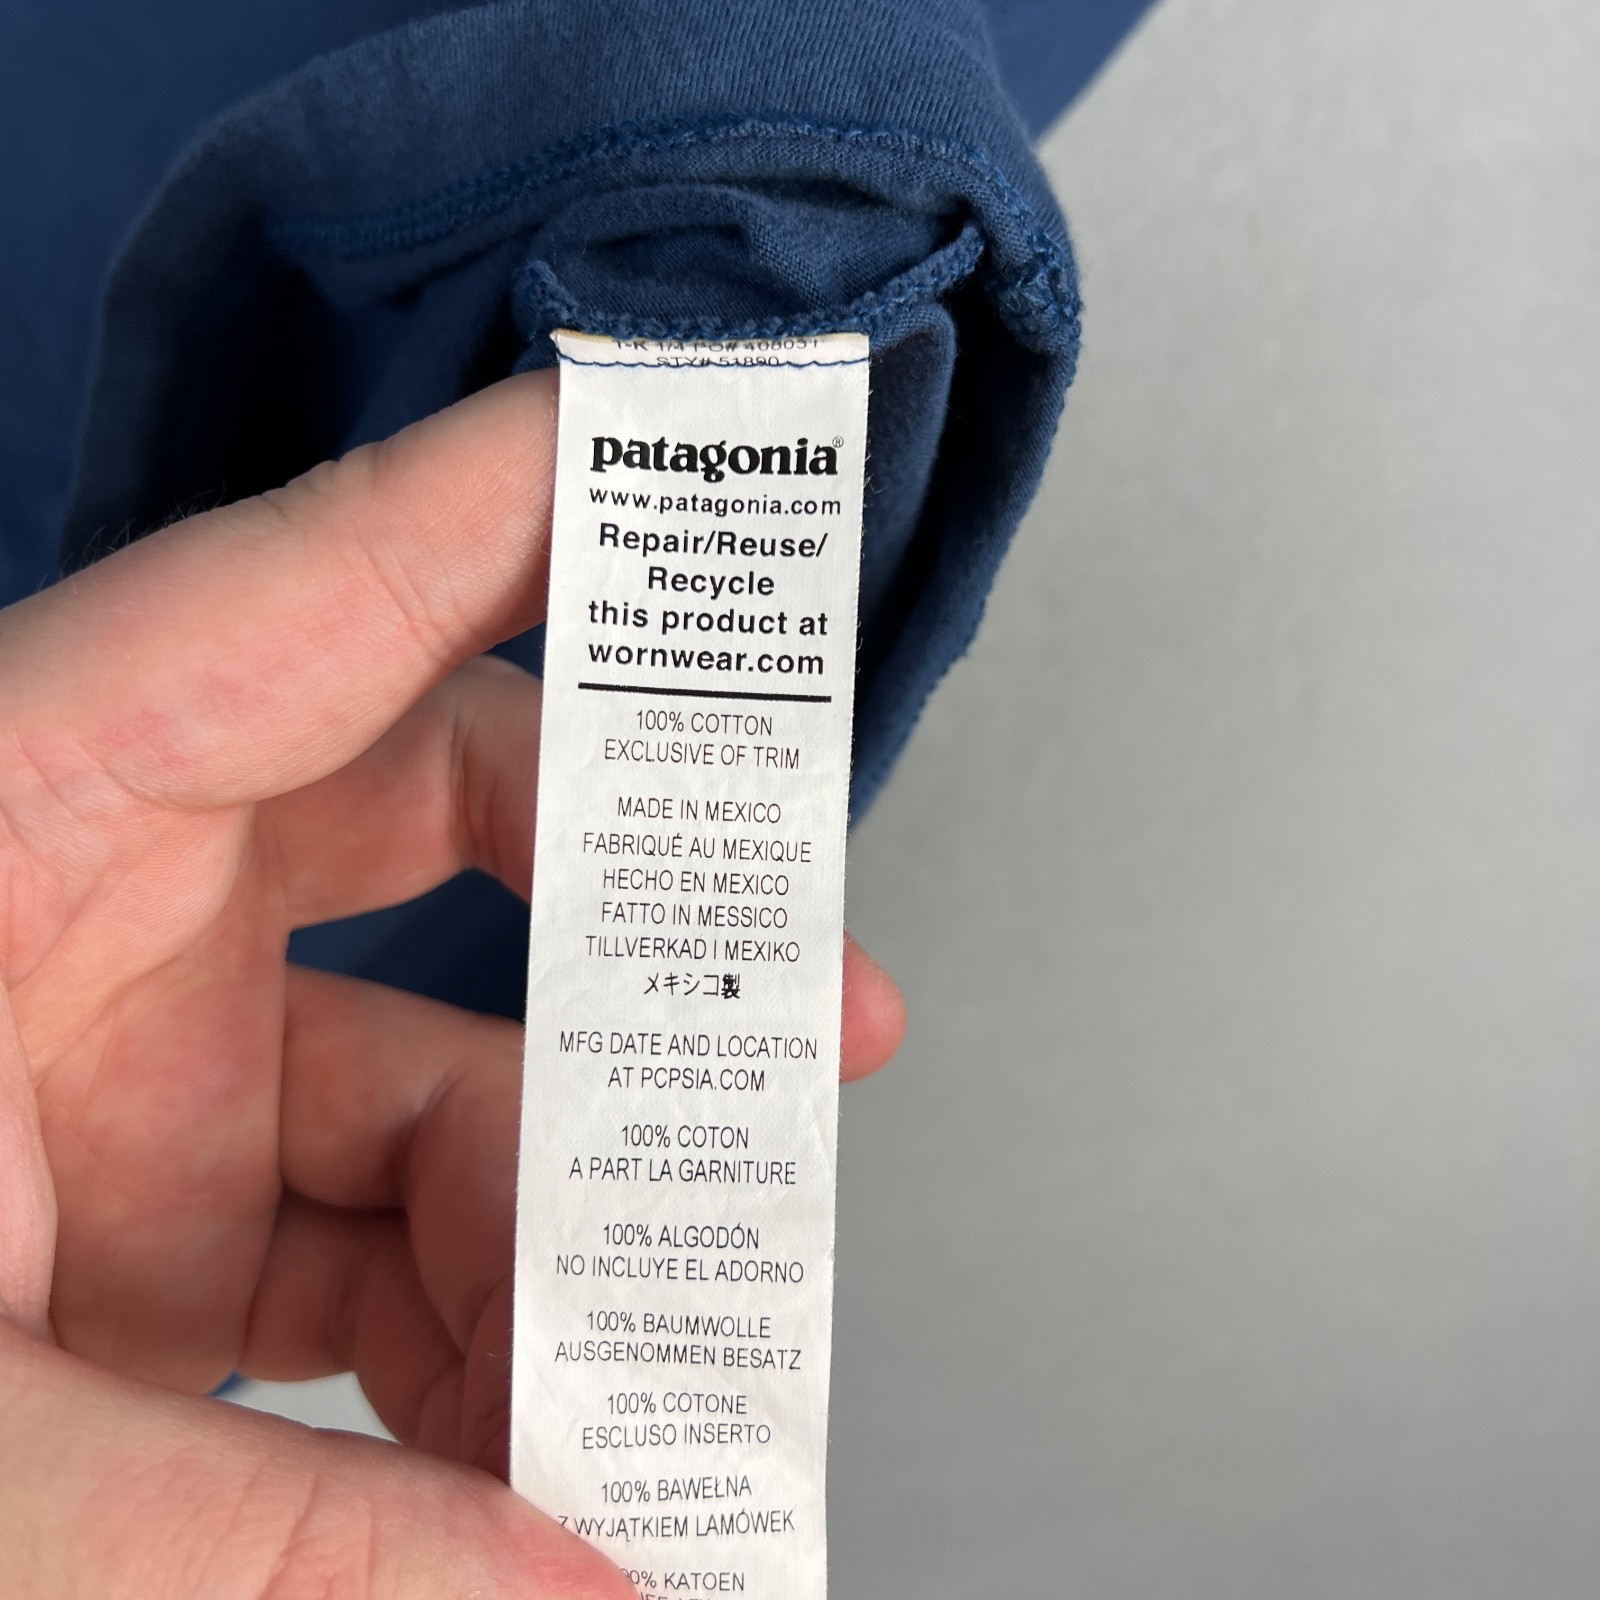 STY# 51890
patagonia®
www.patagonia.com
Repair/Reuse/
Recycle
this product at
wornwear.com
100% COTTON
EXCLUSIVE OF TRIM
MADE IN MEXICO
FABRIQUÉ AU MEXIQUE
HECHO EN MEXICO
FATTO IN MESSICO
TILLVERKAD I MEXIKO
メキシコ製
MFG DATE AND LOCATION
AT PCPSIA.COM
100% COTON
A PART LA GARNITURE
100% ALGODÓN
NO INCLUYE EL ADORNO
100% BAUMWOLLE
AUSGENOMMEN BESATZ
100% COTONE
ESCLUSO INSERTO
100% BAWEŁNA
Z WYJĄTKIEM LAMÓWEK
KATOEN